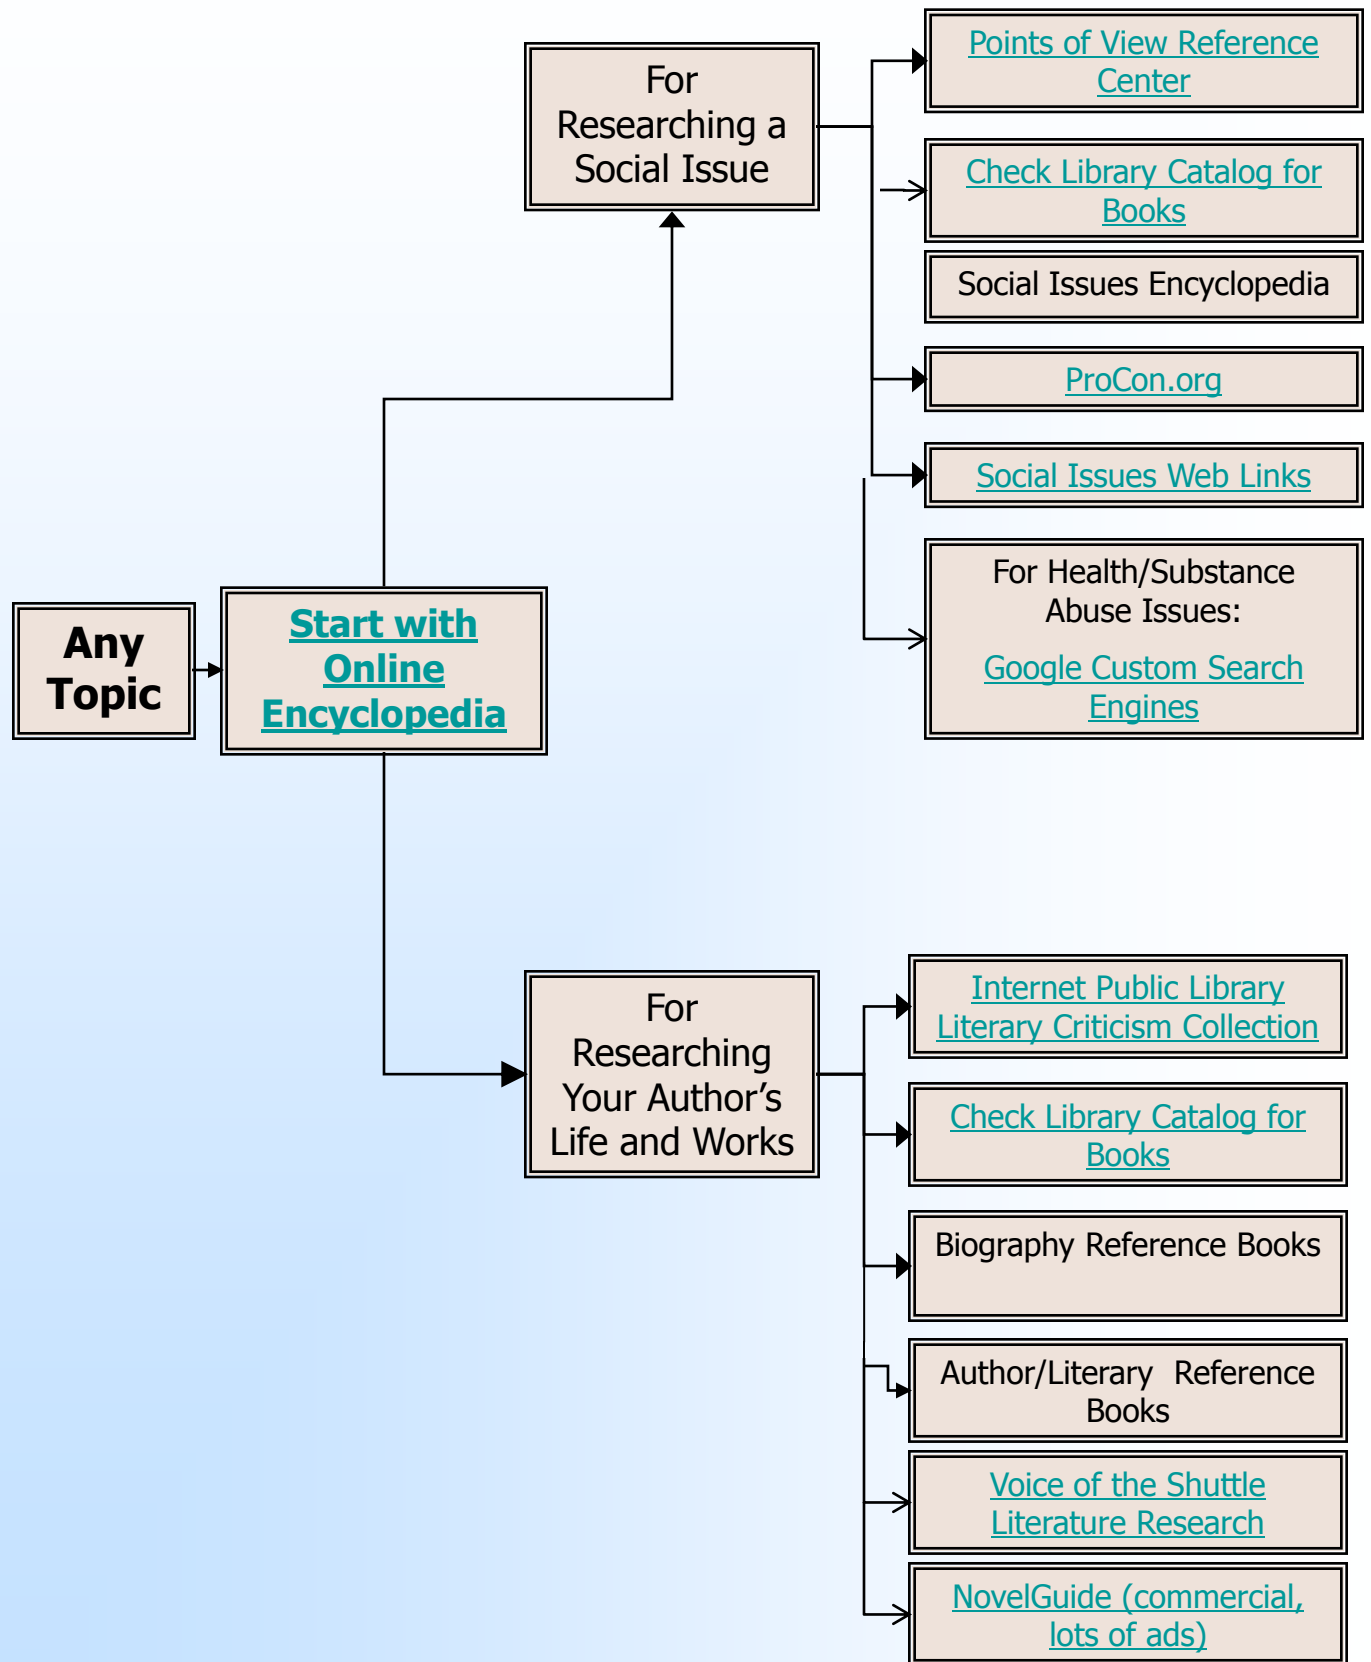 Any
Topic
Start with
Online
Encyclopedia
For
Researching a
Social Issue
Points of View Reference
Center
Check Library Catalog for
Books
Social Issues Encyclopedia
ProCon.org
Social Issues Web Links
For Health/Substance
Abuse Issues:
Google Custom Search
Engines
For
Researching
Your Author’s
Life and Works
Internet Public Library
Literary Criticism Collection
Check Library Catalog for
Books
Biography Reference Books
Author/Literary  Reference
Books
Voice of the Shuttle
Literature Research
NovelGuide (commercial,
lots of ads)